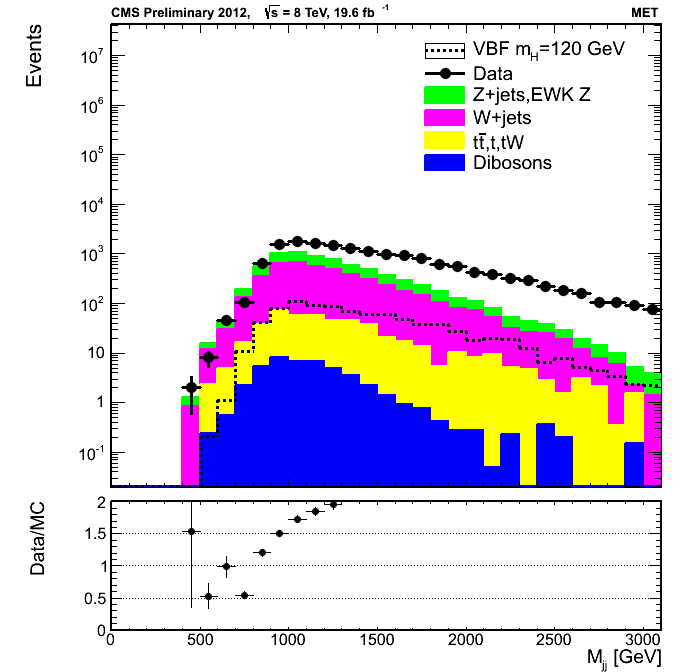 CMS Preliminary 2012, √s = 8 TeV, 19.6 fb⁻¹ MET
Events
10⁷
10⁶
10⁵
10⁴
10³
10²
10
1
10⁻¹
VBF m_H=120 GeV
Data
Z+jets,EWK Z
W+jets
tt̄,t,tW
Dibosons
Data/MC
2
1.5
1
0.5
0
0 500 1000 1500 2000 2500 3000
M_jj [GeV]